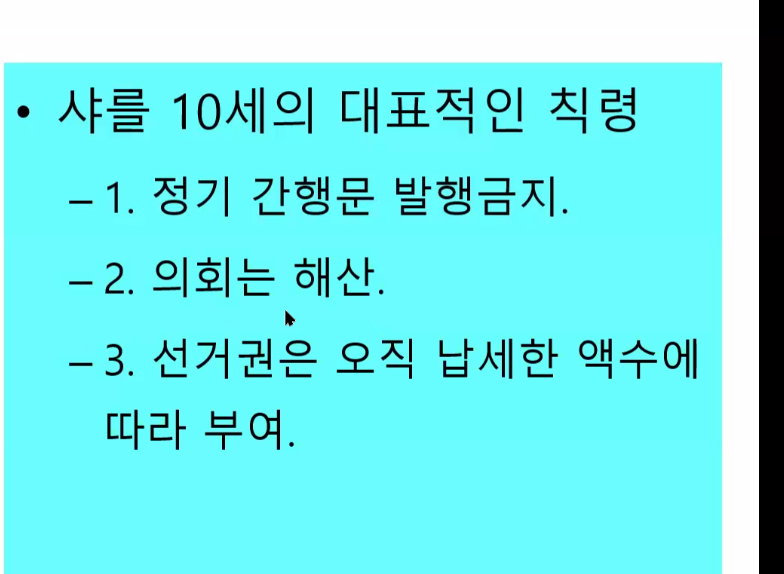 • 샤를 10세의 대표적인 칙령
– 1. 정기 간행문 발행금지.
– 2. 의회는 해산.
– 3. 선거권은 오직 납세한 액수에
따라 부여.